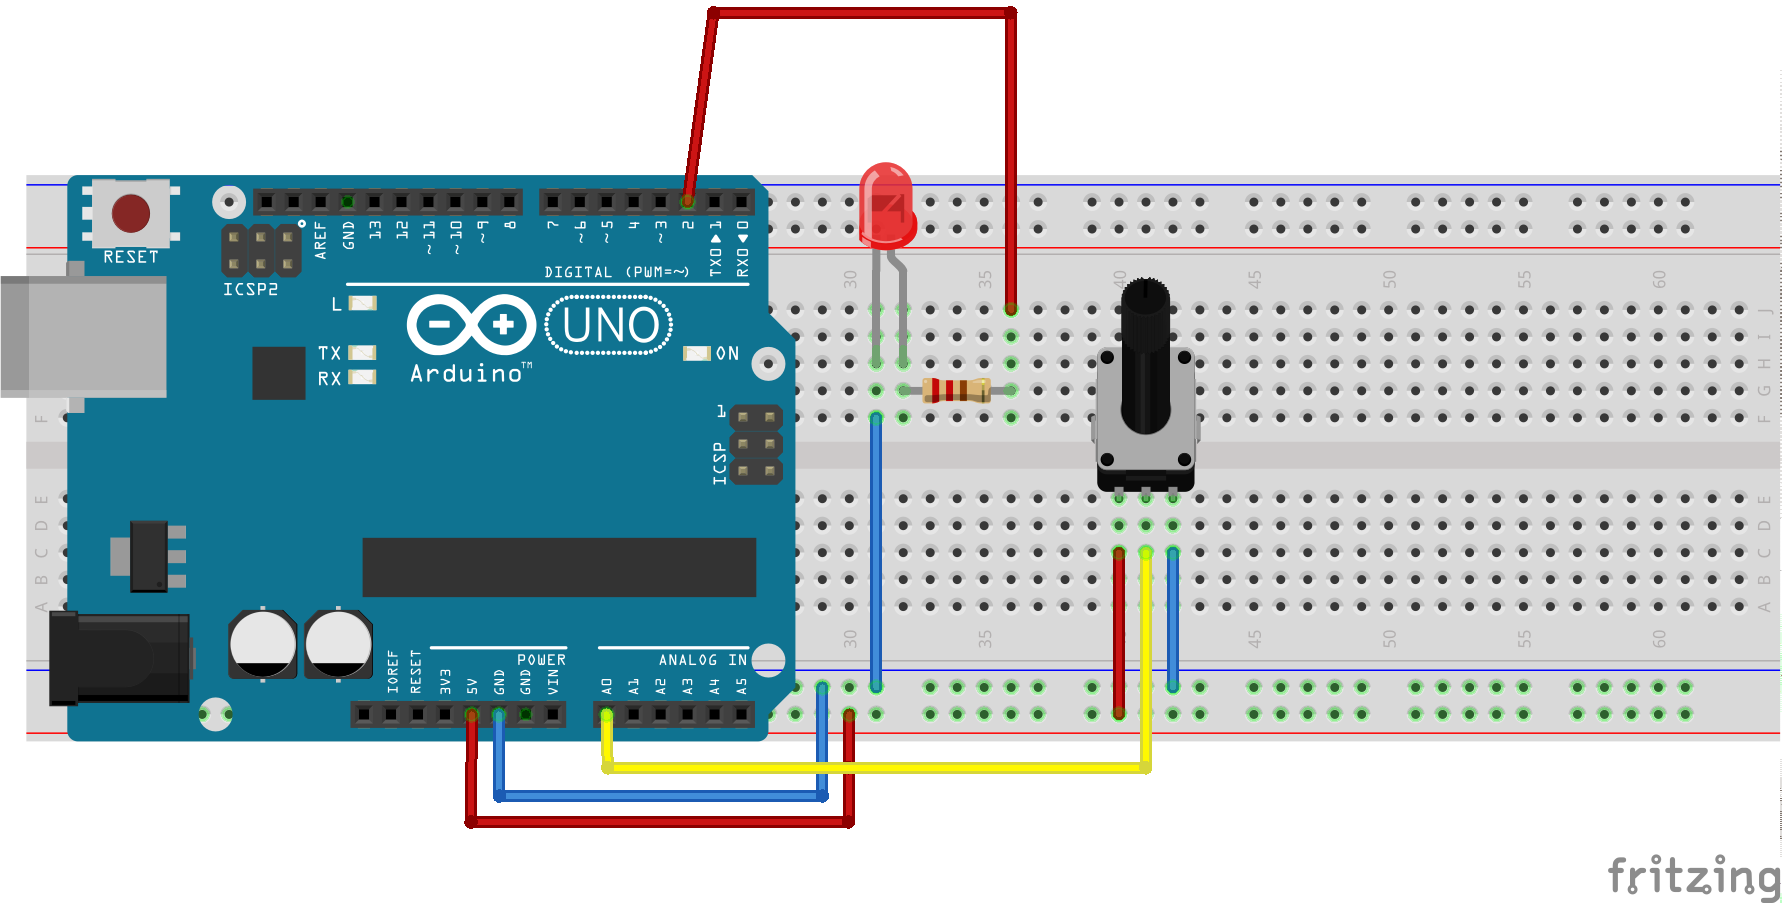 RESET
ICSP2
AREF
GND
13
12
~11
~10
~9
8
7
~6
~5
4
~3
2
TX0▶1
RX0◀0
DIGITAL (PWM=~)
L
TX
RX
UNO
Arduino™
ON
1
ICSP
IOREF
RESET
3V3
5V
GND
GND
VIN
POWER
ANALOG IN
A0
A1
A2
A3
A4
A5
30
35
40
45
50
55
60
J
I
H
G
F
F
E
D
C
B
A
E
D
C
B
A
30
35
45
50
55
60
fritzing